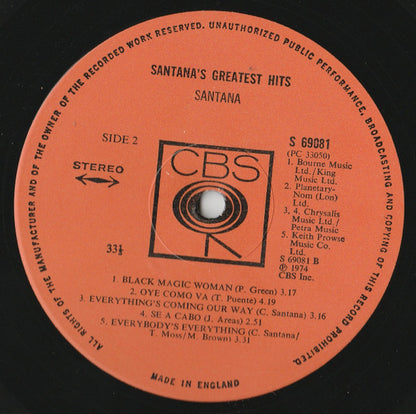 ALL RIGHTS OF THE MANUFACTURER AND OF THE OWNER OF THE RECORDED WORK RESERVED. UNAUTHORIZED PUBLIC PERFORMANCE, BROADCASTING AND COPYING OF THIS RECORD PROHIBITED.
SANTANA'S GREATEST HITS
SANTANA
SIDE 2
STEREO
33⅓
CBS
S 69081
(PC 33050)
1. Bourne Music
Ltd./King
Music Ltd.
2. Planetary-
Nom (Lon)
Ltd.
3, 4. Chrysalis
Music Ltd/
Petra Music
5. Keith Prowse
Music Co.
Ltd.
S 69081 B
℗ 1974
CBS Inc.
1. BLACK MAGIC WOMAN (P. Green) 3.17
2. OYE COMO VA (T. Puente) 4.19
3. EVERYTHING'S COMING OUR WAY (C. Santana) 3.16
4. SE A CABO (J. Areas) 2.51
5. EVERYBODY'S EVERYTHING (C. Santana/
T. Moss/M. Brown) 3.31
MADE IN ENGLAND